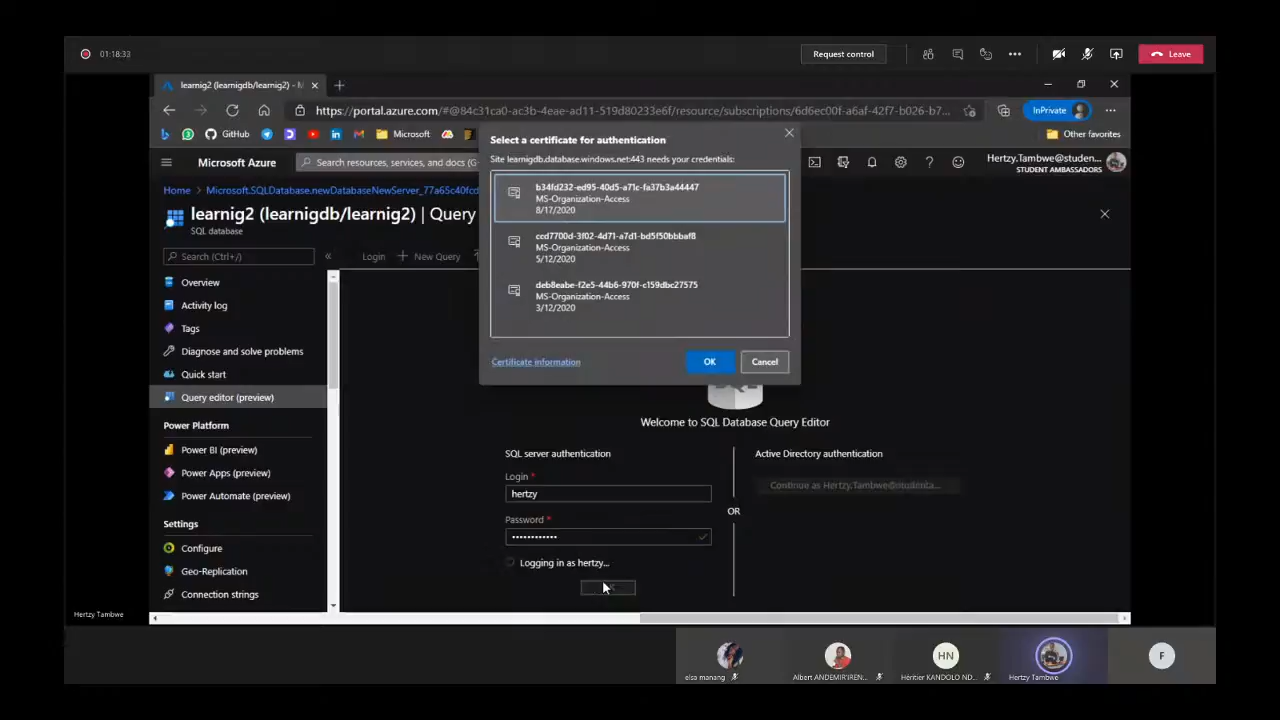 01:18:33
Request control
Leave
learnig2 (learnigdb/learnig2) - M
https://portal.azure.com/#@84c31ca0-ac3b-4eae-ad11-519d80233e6f/resource/subscriptions/6d6ec00f-a6af-42f7-b026-b7...
InPrivate
GitHub
Microsoft
Other favorites
Microsoft Azure
Search resources, services, and docs (G
Hertzy.Tambwe@studen...
STUDENT AMBASSADORS
Home > Microsoft.SQLDatabase.newDatabaseNewServer_77a65c40fcd
learnig2 (learnigdb/learnig2) | Query
SQL database
Search (Ctrl+/)
Login
New Query
Overview
Activity log
Tags
Diagnose and solve problems
Quick start
Query editor (preview)
Power Platform
Power BI (preview)
Power Apps (preview)
Power Automate (preview)
Settings
Configure
Geo-Replication
Connection strings
Select a certificate for authentication
Site learnigdb.database.windows.net:443 needs your credentials:
b34fd232-ed95-40d5-a71c-fa37b3a44447
MS-Organization-Access
8/17/2020
ccd7700d-3f02-4d71-a7d1-bd5f50bbbaf8
MS-Organization-Access
5/12/2020
deb8eabe-f2e5-44b6-970f-c159dbc27575
MS-Organization-Access
3/12/2020
Certificate information
OK
Cancel
Welcome to SQL Database Query Editor
SQL server authentication
Login *
hertzy
Password *
Logging in as hertzy...
OR
Active Directory authentication
Continue as Hertzy.Tambwe@studenta...
Hertzy Tambwe
elsa manang
Albert ANDEMIR'IREN...
HN
Héritier KANDOLO ND...
Hertzy Tambwe
F